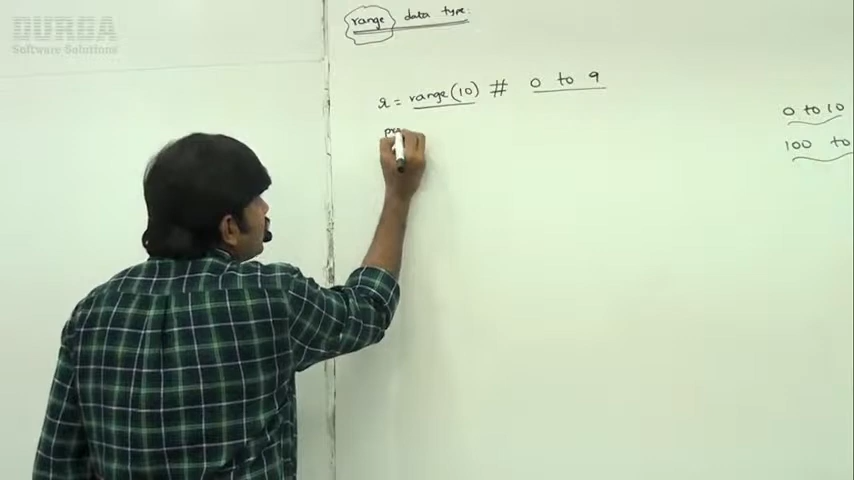 DURGA
Software Solutions
range data type:
r = range(10) # 0 to 9
0 to 10
100 to